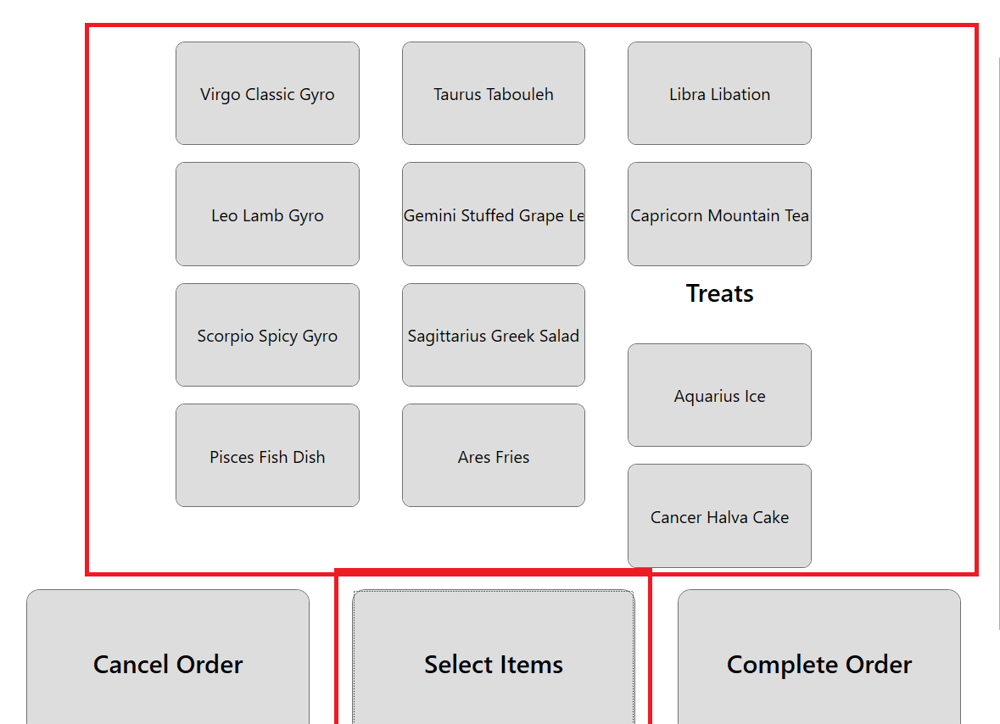 Virgo Classic Gyro
Taurus Tabouleh
Libra Libation
Leo Lamb Gyro
Gemini Stuffed Grape Le
Capricorn Mountain Tea
Treats
Scorpio Spicy Gyro
Sagittarius Greek Salad
Aquarius Ice
Pisces Fish Dish
Ares Fries
Cancer Halva Cake
Cancel Order
Select Items
Complete Order